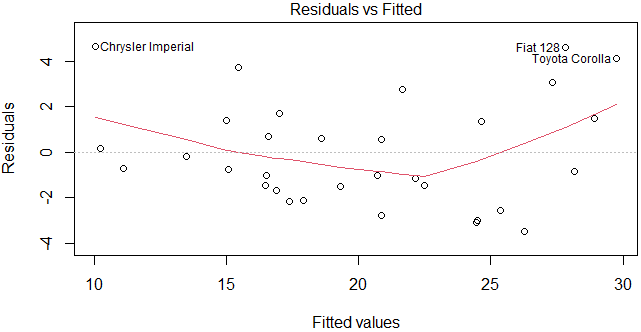 Residuals vs Fitted
Residuals
4
2
0
-2
-4
Chrysler Imperial
Fiat 128
Toyota Corolla
10 15 20 25 30
Fitted values